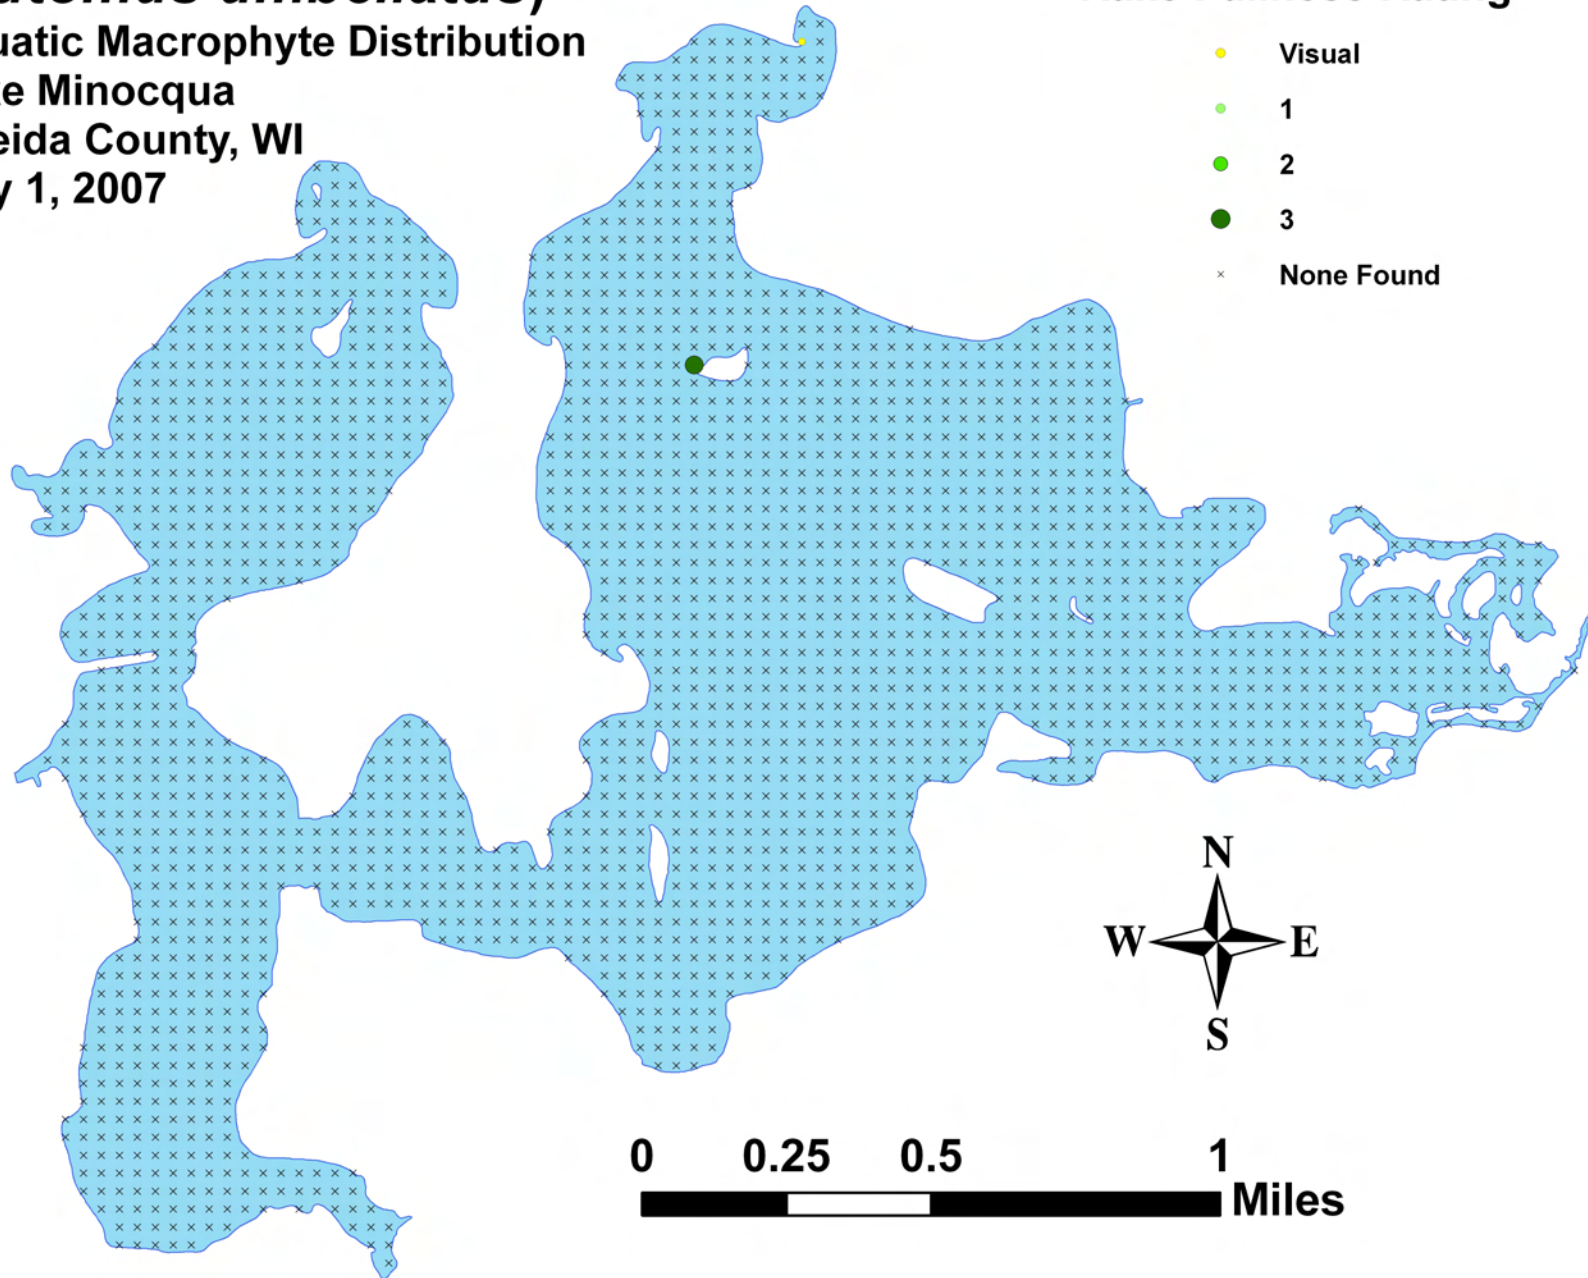 uatic Macrophyte Distribution
e Minocqua
eida County, WI
y 1, 2007
Visual
1
2
3
None Found
N
W E
S
0 0.25 0.5 1
Miles